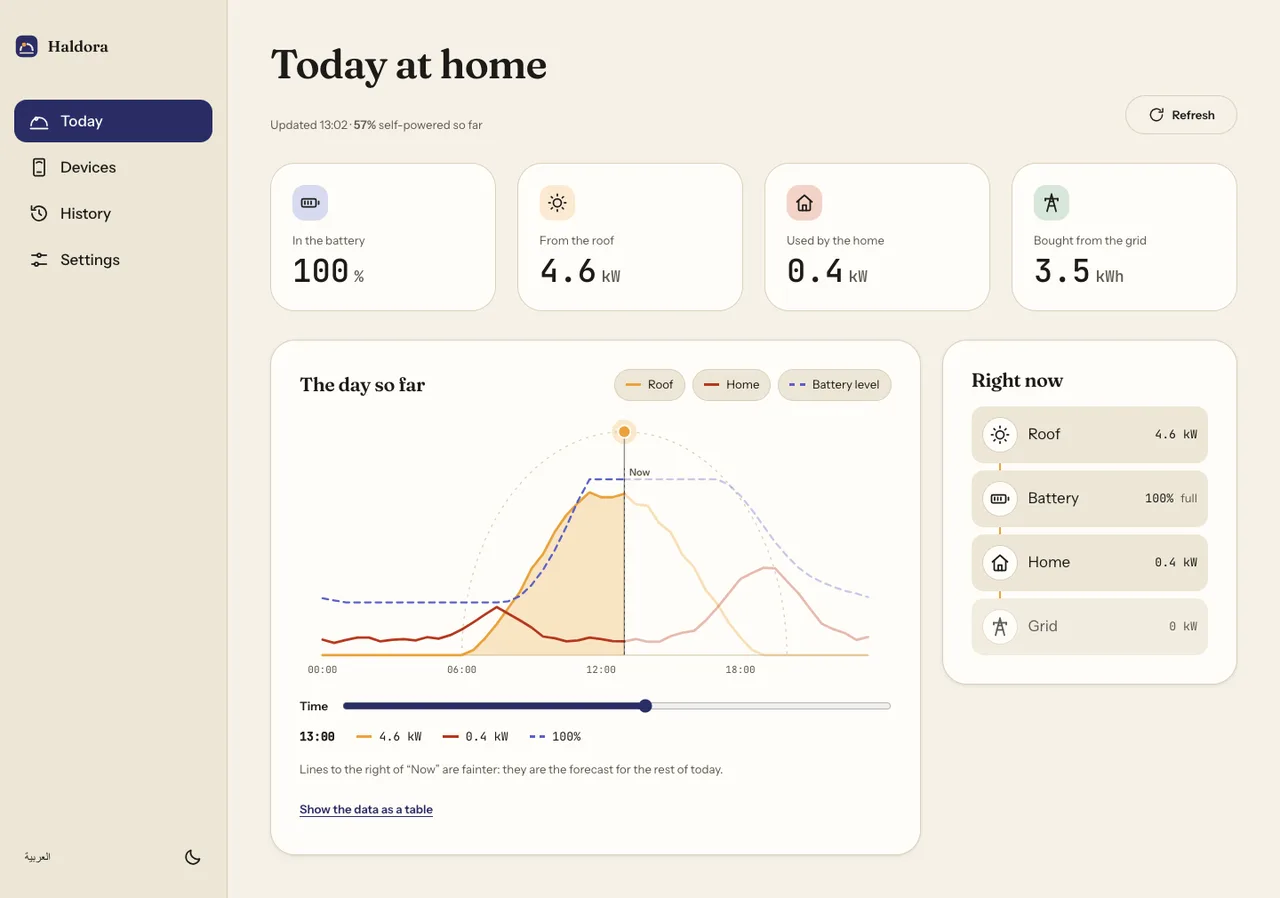 Haldora
Today
Devices
History
Settings
العربية
Today at home
Updated 13:02 · 57% self-powered so far
Refresh
In the battery
100 %
From the roof
4.6 kW
Used by the home
0.4 kW
Bought from the grid
3.5 kWh
The day so far
Roof
Home
Battery level
Now
00:00 06:00 12:00 18:00
Time
13:00 4.6 kW 0.4 kW 100%
Lines to the right of “Now” are fainter: they are the forecast for the rest of today.
Show the data as a table
Right now
Roof 4.6 kW
Battery 100% full
Home 0.4 kW
Grid 0 kW